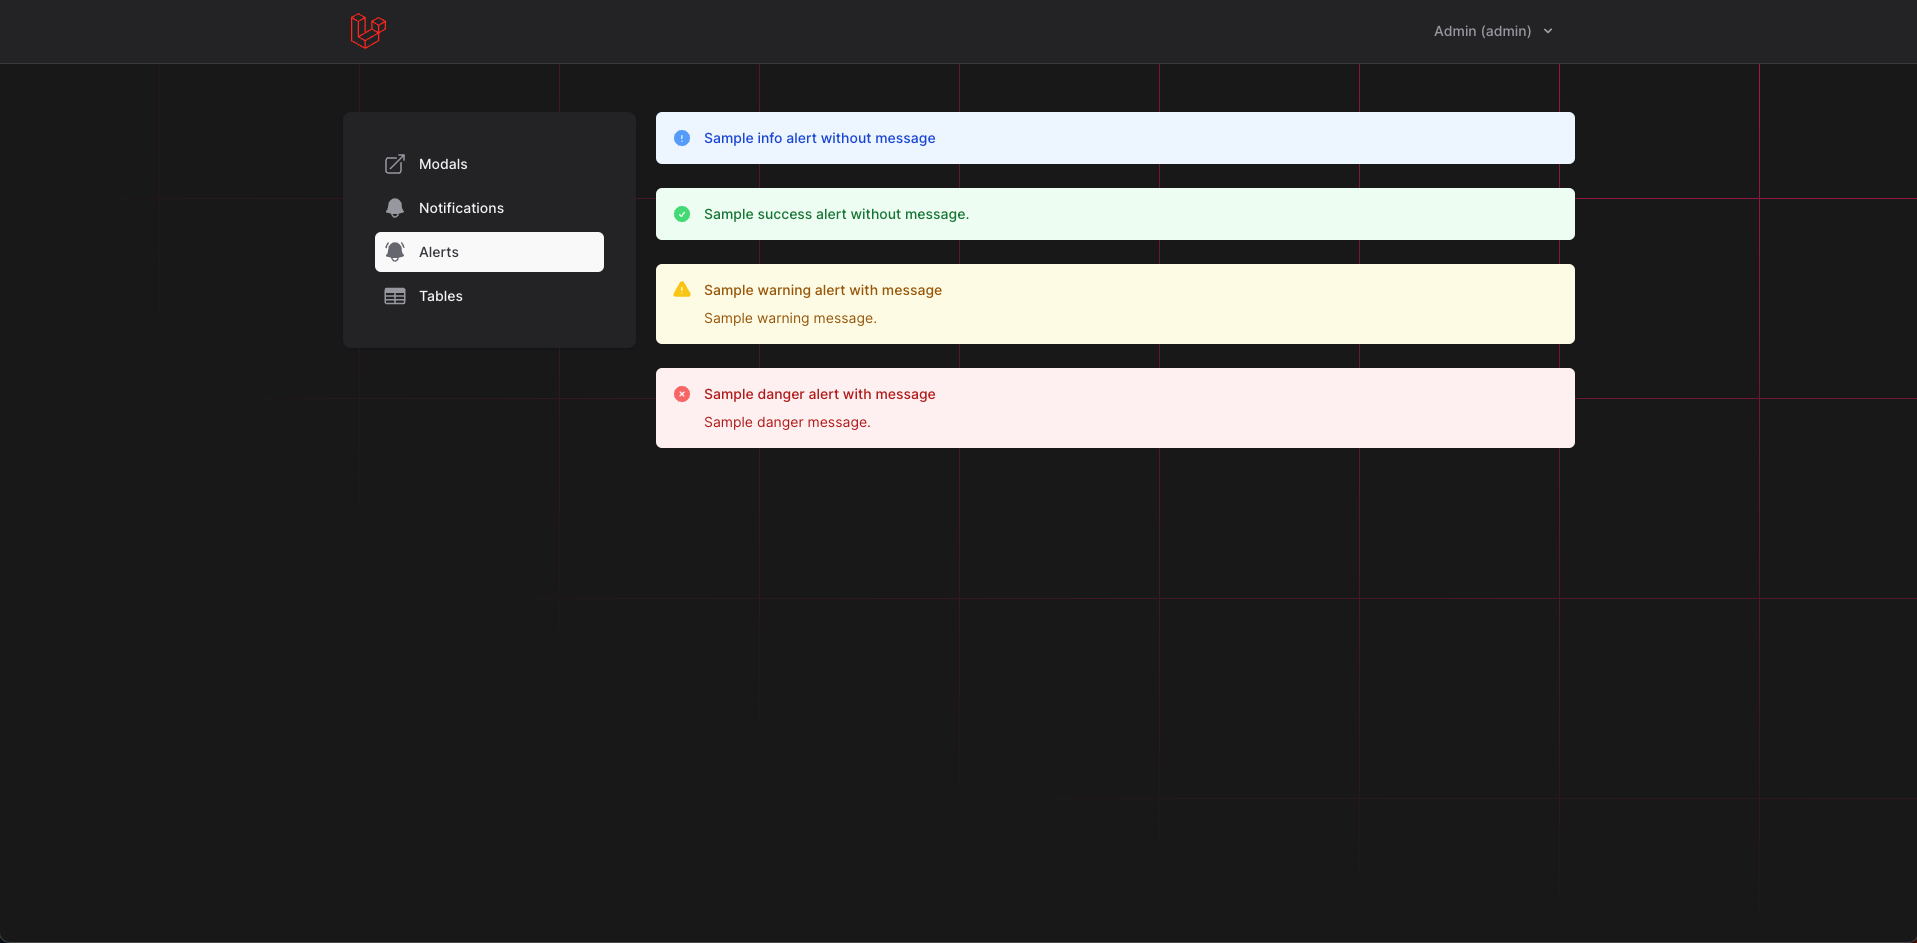 Admin (admin)
Modals
Notifications
Alerts
Tables
Sample info alert without message
Sample success alert without message.
Sample warning alert with message
Sample warning message.
Sample danger alert with message
Sample danger message.